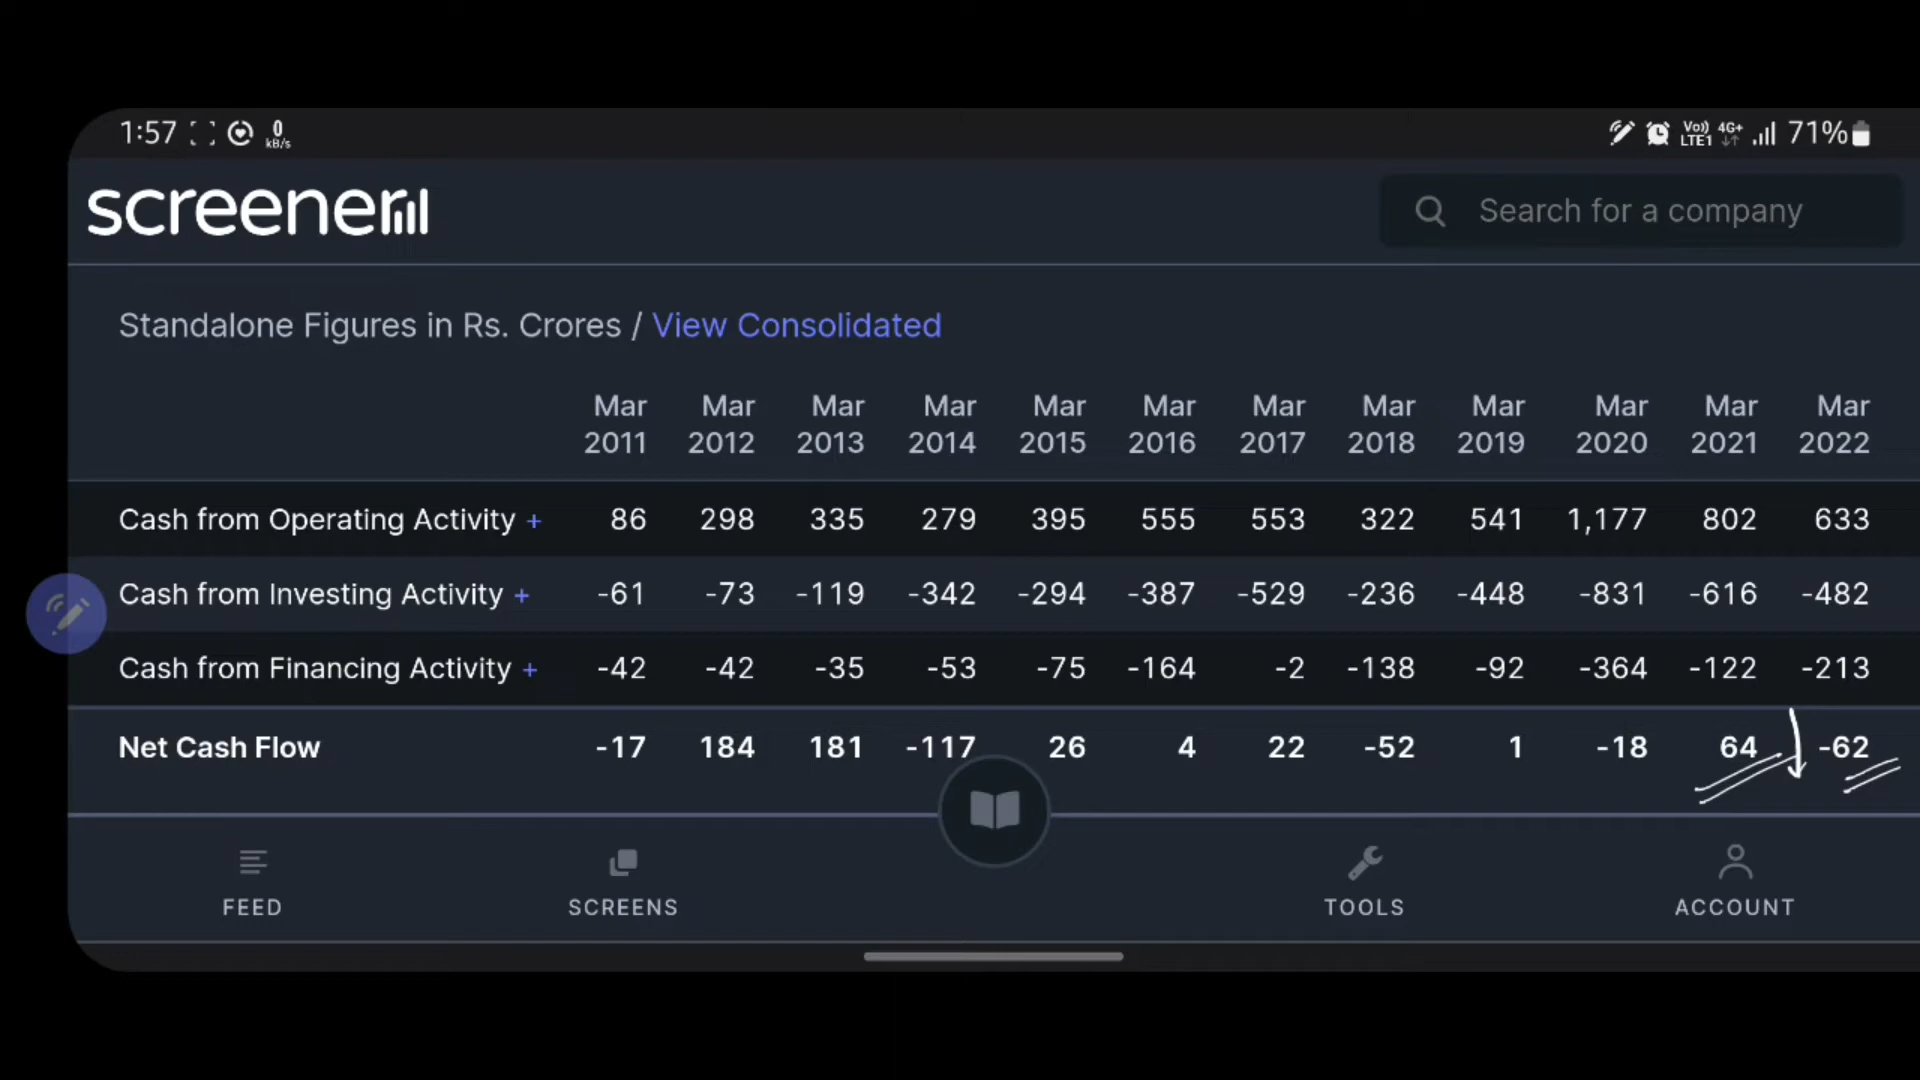 1:57 0 kB/s Vo)) LTE1 4G+ 71%
screener
Search for a company
Standalone Figures in Rs. Crores / View Consolidated
Mar 2011 Mar 2012 Mar 2013 Mar 2014 Mar 2015 Mar 2016 Mar 2017 Mar 2018 Mar 2019 Mar 2020 Mar 2021 Mar 2022
Cash from Operating Activity + 86 298 335 279 395 555 553 322 541 1,177 802 633
Cash from Investing Activity + -61 -73 -119 -342 -294 -387 -529 -236 -448 -831 -616 -482
Cash from Financing Activity + -42 -42 -35 -53 -75 -164 -2 -138 -92 -364 -122 -213
Net Cash Flow -17 184 181 -117 26 4 22 -52 1 -18 64 -62
FEED SCREENS TOOLS ACCOUNT